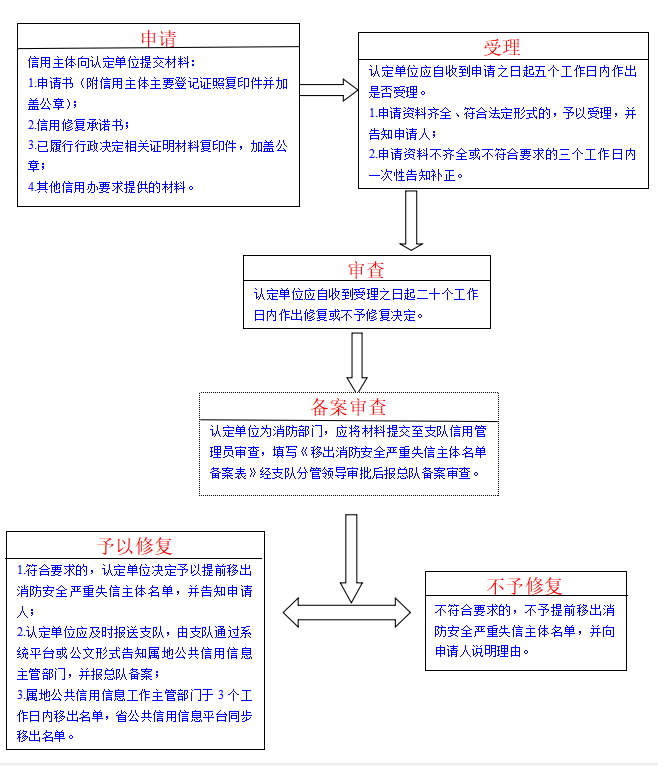 申请
信用主体向认定单位提交材料：
1.申请书（附信用主体主要登记证照复印件并加
盖公章）；
2.信用修复承诺书；
3.已履行行政决定相关证明材料复印件，加盖公
章；
4.其他信用办要求提供的材料。
受理
认定单位应自收到申请之日起五个工作日内作出
是否受理。
1.申请资料齐全、符合法定形式的，予以受理，并
告知申请人；
2.申请资料不齐全或不符合要求的三个工作日内
一次性告知补正。
审查
认定单位应自收到受理之日起二十个工作
日内作出修复或不予修复决定。
备案审查
认定单位为消防部门，应将材料提交至支队信用管
理员审查，填写《移出消防安全严重失信主体名单
备案表》经支队分管领导审批后报总队备案审查。
予以修复
1.符合要求的，认定单位决定予以提前移出
消防安全严重失信主体名单，并告知申请
人；
2.认定单位应及时报送支队，由支队通过系
统平台或公文形式告知属地公共信用信息
主管部门，并报总队备案；
3.属地公共信用信息工作主管部门于 3 个工
作日内移出名单，省公共信用信息平台同步
移出名单。
不予修复
不符合要求的，不予提前移出消
防安全严重失信主体名单，并向
申请人说明理由。